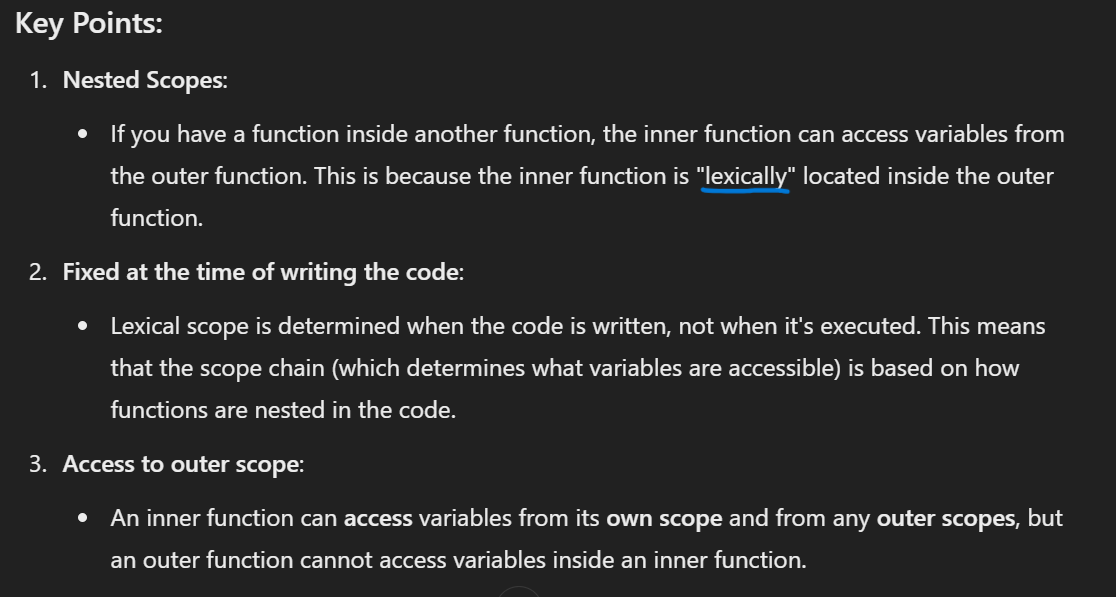 Key Points:
1. Nested Scopes:
• If you have a function inside another function, the inner function can access variables from
the outer function. This is because the inner function is "lexically" located inside the outer
function.
2. Fixed at the time of writing the code:
• Lexical scope is determined when the code is written, not when it's executed. This means
that the scope chain (which determines what variables are accessible) is based on how
functions are nested in the code.
3. Access to outer scope:
• An inner function can access variables from its own scope and from any outer scopes, but
an outer function cannot access variables inside an inner function.